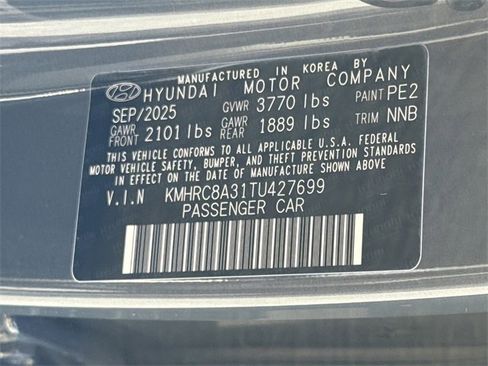 MANUFACTURED IN KOREA BY
HYUNDAI MOTOR COMPANY
SEP/2025 GVWR 3770 lbs PAINT PE2
GAWR FRONT 2101 lbs GAWR REAR 1889 lbs TRIM NNB
THIS VEHICLE CONFORMS TO ALL APPLICABLE U.S.A. FEDERAL
MOTOR VEHICLE SAFETY, BUMPER, AND THEFT PREVENTION STANDARDS
IN EFFECT ON THE DATE OF MANUFACTURE SHOWN ABOVE.
V.I.N KMHRC8A31TU427699
PASSENGER CAR